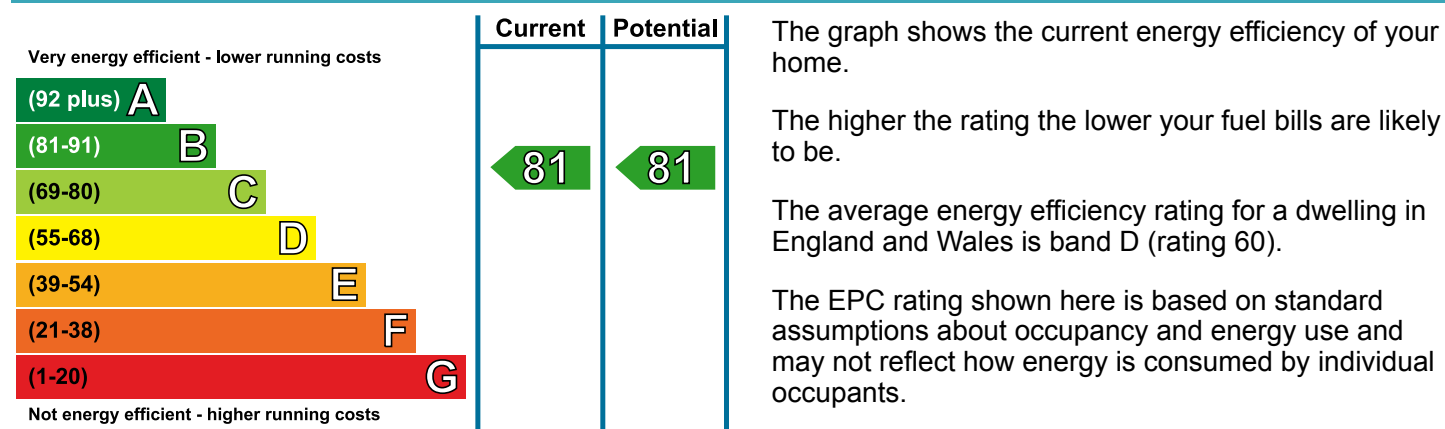 Current Potential
Very energy efficient - lower running costs
(92 plus) A
(81-91) B
(69-80) C
(55-68) D
(39-54) E
(21-38) F
(1-20) G
Not energy efficient - higher running costs
81 81
The graph shows the current energy efficiency of your
home.
The higher the rating the lower your fuel bills are likely
to be.
The average energy efficiency rating for a dwelling in
England and Wales is band D (rating 60).
The EPC rating shown here is based on standard
assumptions about occupancy and energy use and
may not reflect how energy is consumed by individual
occupants.